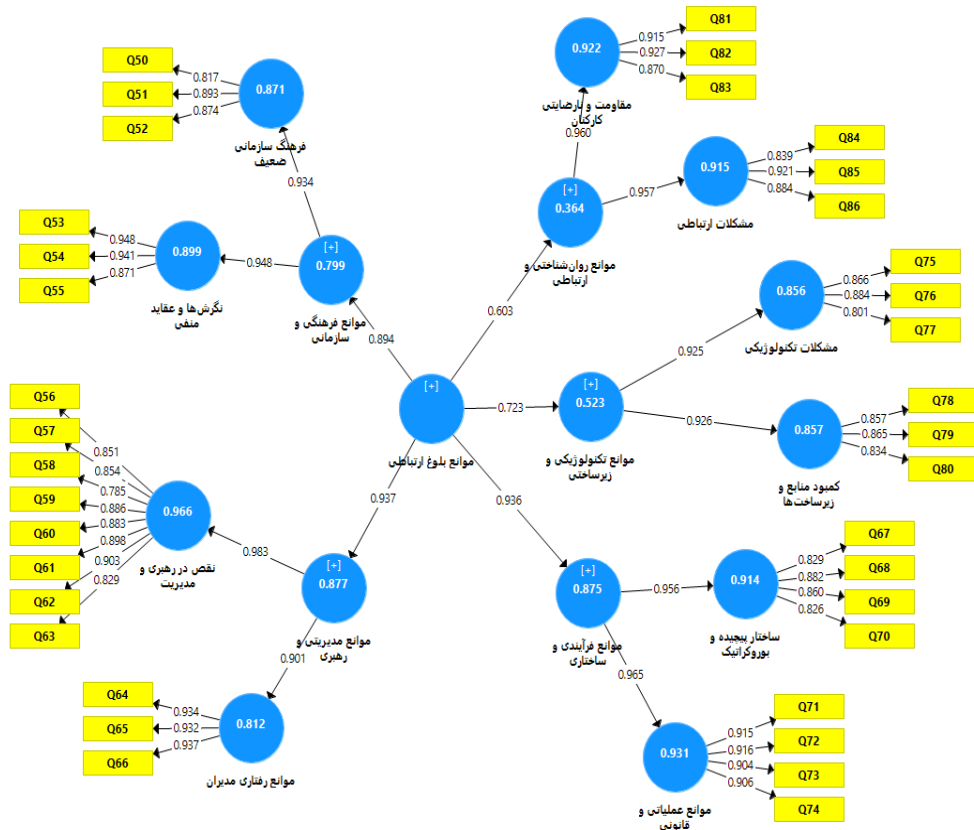 Q50
Q51
Q52
0.817
0.893
0.874
0.871
فرهنگ سازمانی
ضعیف
0.934
Q53
Q54
Q55
0.948
0.941
0.871
0.899
نگرش‌ها و عقاید
منفی
0.948
[+]
0.799
موانع فرهنگی و
سازمانی
0.894
Q81
Q82
Q83
0.915
0.927
0.870
0.922
مقاومت و نارضایتی
کارکنان
0.960
Q84
Q85
Q86
0.839
0.921
0.884
0.915
مشکلات ارتباطی
0.957
[+]
0.364
موانع روان‌شناختی و
ارتباطی
0.603
Q75
Q76
Q77
0.866
0.884
0.801
0.856
مشکلات تکنولوژیکی
0.925
Q78
Q79
Q80
0.857
0.865
0.834
0.857
کمبود منابع و
زیرساخت‌ها
0.926
[+]
0.523
موانع تکنولوژیکی و
زیرساختی
0.723
[+]
موانع بلوغ ارتباطی
Q56
Q57
Q58
Q59
Q60
Q61
Q62
Q63
0.851
0.854
0.785
0.886
0.883
0.898
0.903
0.829
0.966
نقص در رهبری و
مدیریت
0.983
[+]
0.877
موانع مدیریتی و
رهبری
0.937
Q64
Q65
Q66
0.934
0.932
0.937
0.812
موانع رفتاری مدیران
0.901
0.936
[+]
0.875
موانع فرآیندی و
ساختاری
Q67
Q68
Q69
Q70
0.829
0.882
0.860
0.826
0.914
ساختار پیچیده و
بوروکراتیک
0.956
Q71
Q72
Q73
Q74
0.915
0.916
0.904
0.906
0.931
موانع عملیاتی و
قانونی
0.965